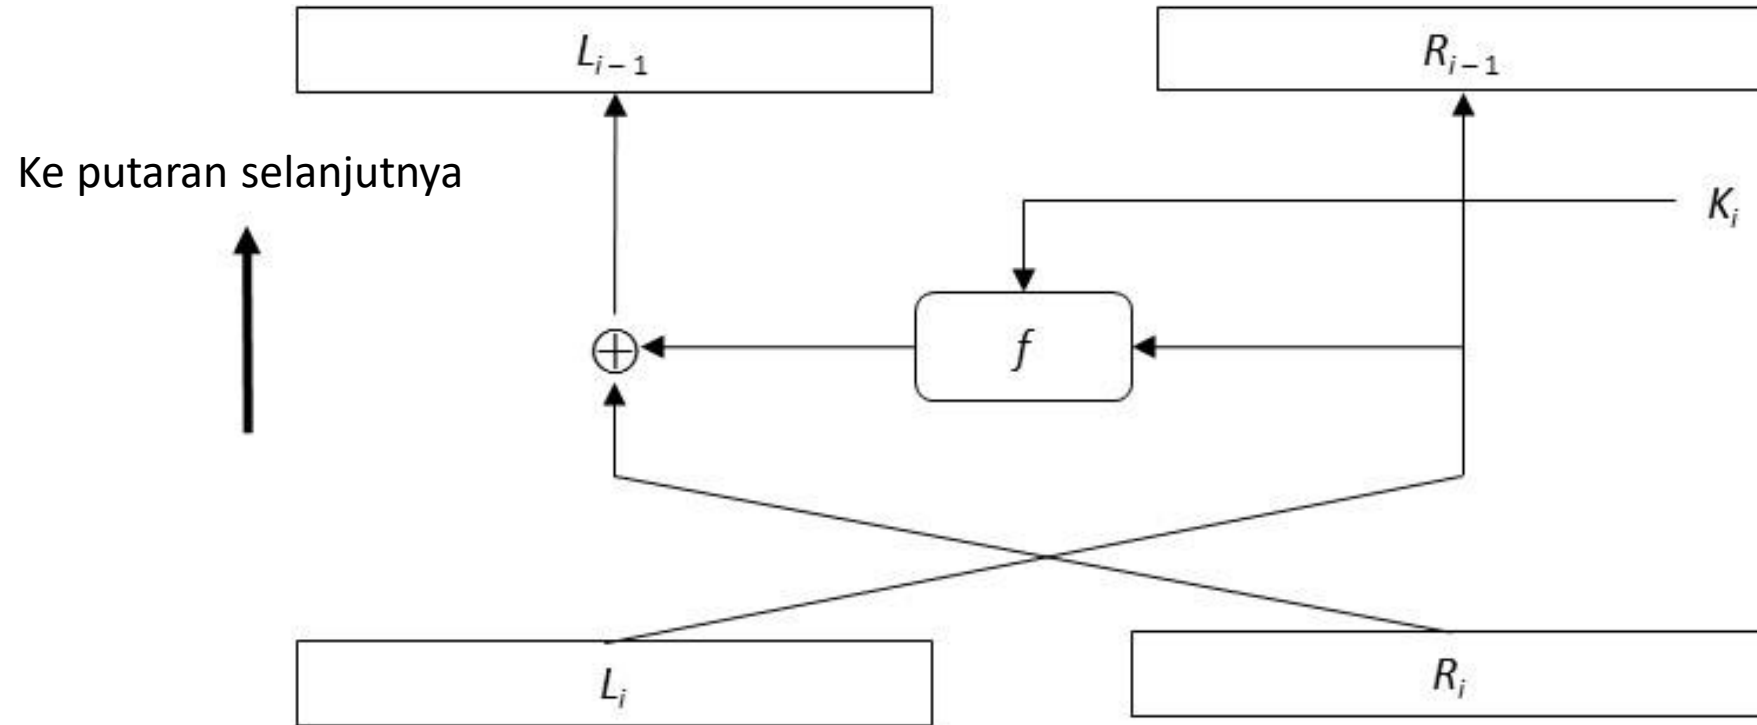 L_{i – 1}
R_{i – 1}
Ke putaran selanjutnya
K_i
f
L_i
R_i